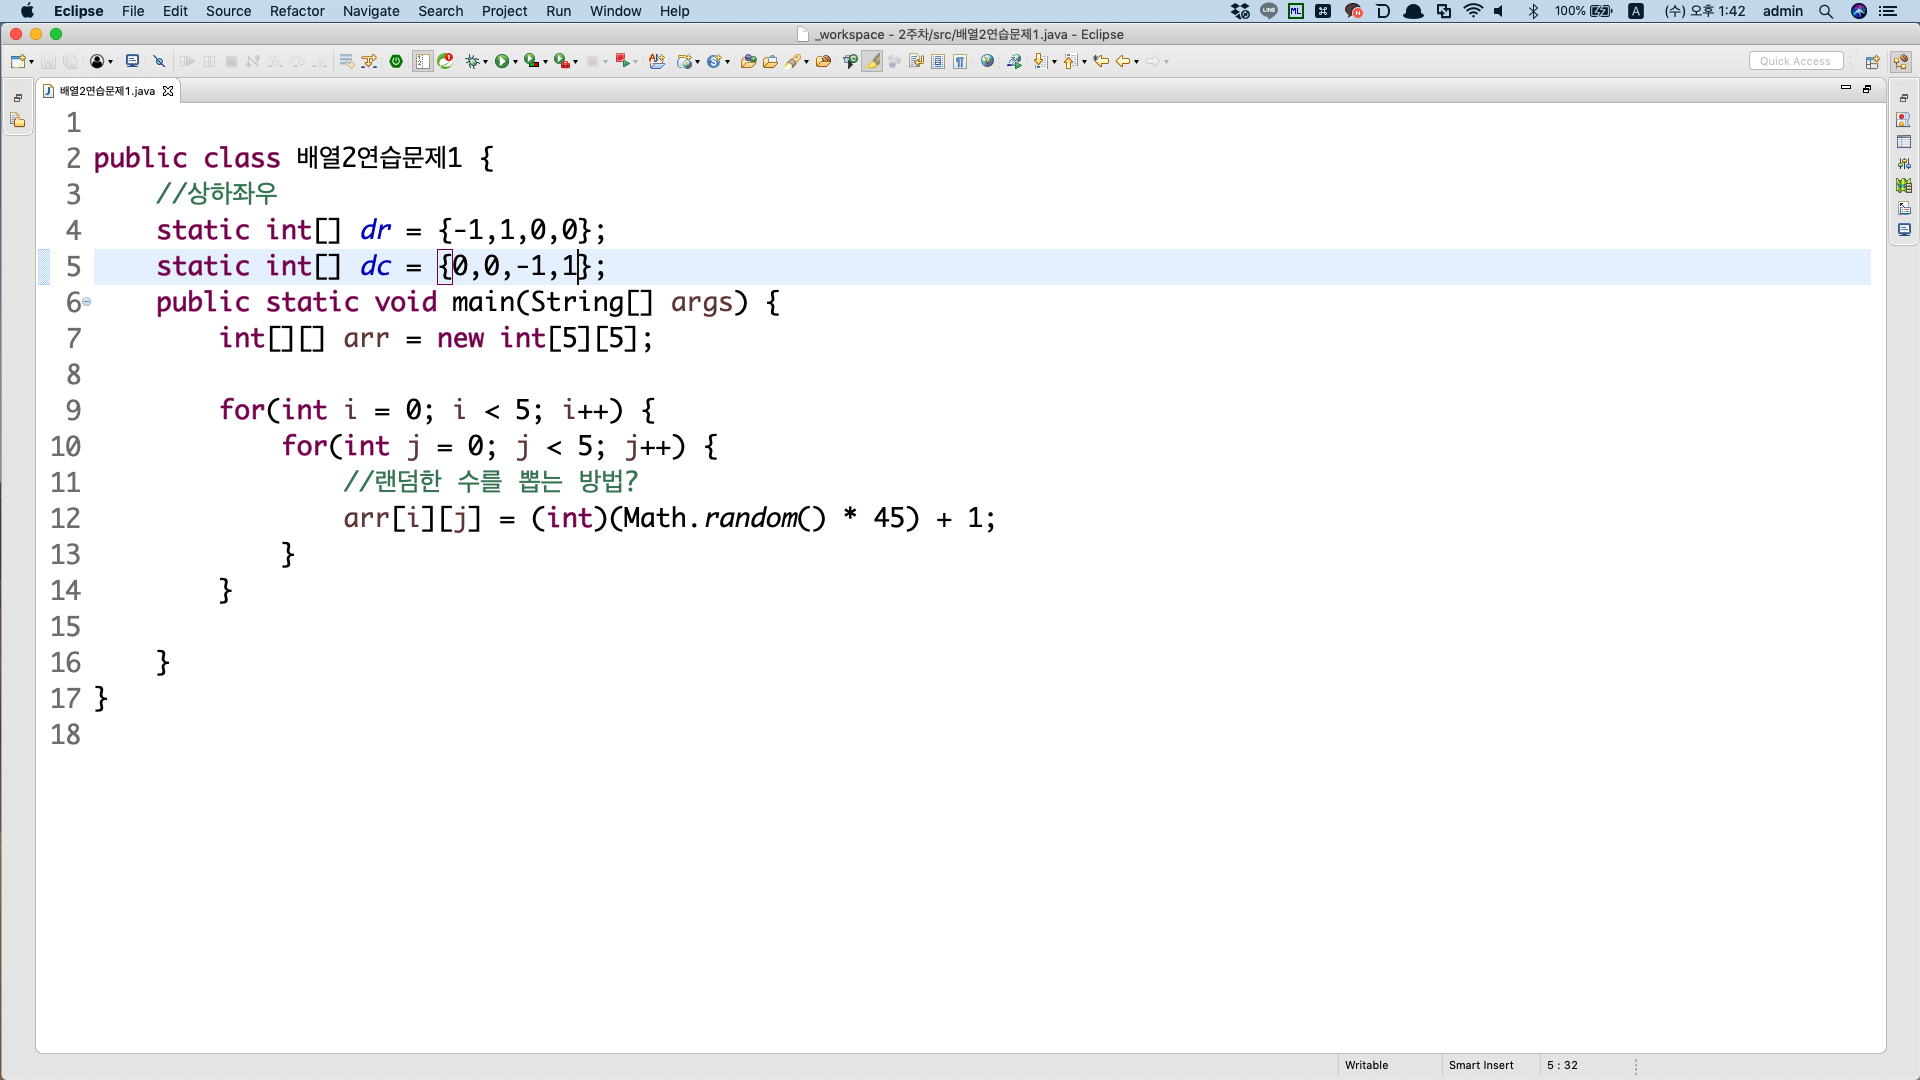 Eclipse File Edit Source Refactor Navigate Search Project Run Window Help 100% A (수) 오후 1:42 admin
_workspace - 2주차/src/배열2연습문제1.java - Eclipse
Quick Access
배열2연습문제1.java
1
2 public class 배열2연습문제1 {
3 //상하좌우
4 static int[] dr = {-1,1,0,0};
5 static int[] dc = {0,0,-1,1};
6 public static void main(String[] args) {
7 int[][] arr = new int[5][5];
8
9 for(int i = 0; i < 5; i++) {
10 for(int j = 0; j < 5; j++) {
11 //랜덤한 수를 뽑는 방법?
12 arr[i][j] = (int)(Math.random() * 45) + 1;
13 }
14 }
15
16 }
17 }
18
Writable Smart Insert 5 : 32